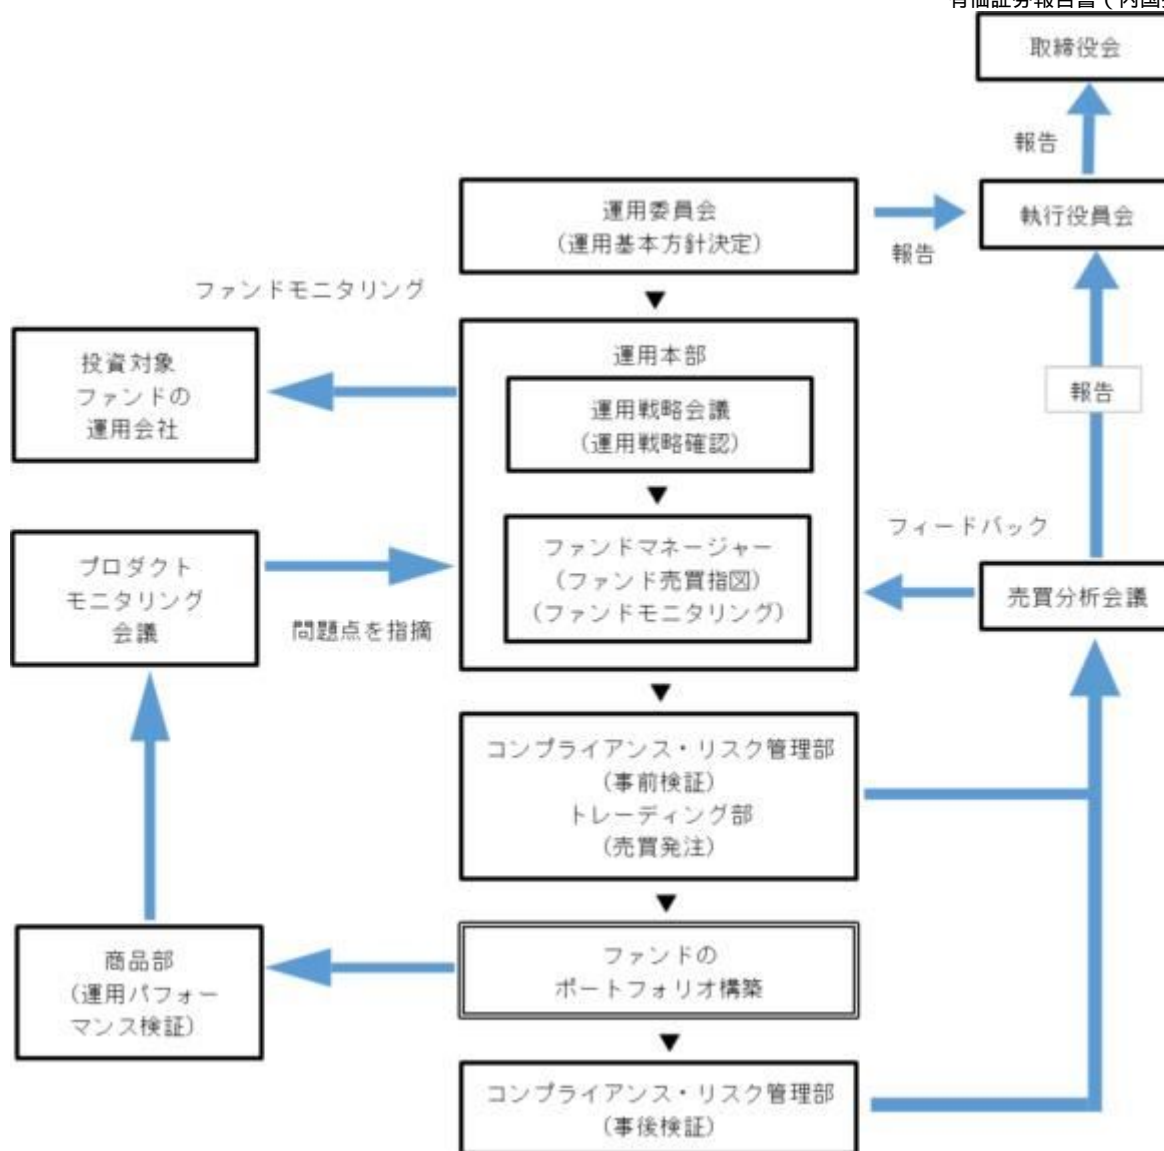 有価証券報告書(内国
取締役会
報告
運用委員会
(運用基本方針決定)
執行役員会
報告
ファンドモニタリング
運用本部
投資対象
ファンドの
運用会社
運用戦略会議
(運用戦略確認)
報告
フィードバック
プロダクト
モニタリング
会議
ファンドマネージャー
(ファンド売買指図)
(ファンドモニタリング)
売買分析会議
問題点を指摘
コンプライアンス・リスク管理部
(事前検証)
トレーディング部
(売買発注)
商品部
(運用パフォー
マンス検証)
ファンドの
ポートフォリオ構築
コンプライアンス・リスク管理部
(事後検証)